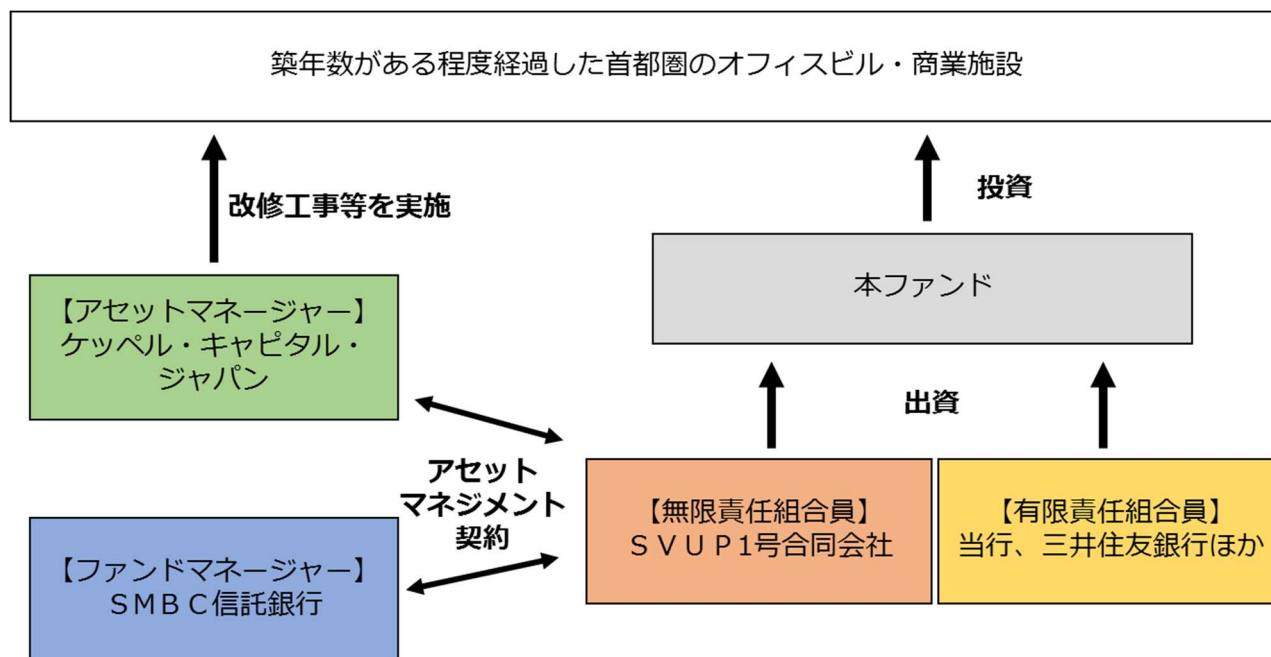 築年数がある程度経過した首都圏のオフィスビル・商業施設
改修工事等を実施
投資
【アセットマネージャー】
ケッペル・キャピタル・
ジャパン
本ファンド
出資
アセット
マネジメント
契約
【無限責任組合員】
ＳＶＵＰ1号合同会社
【有限責任組合員】
当行、三井住友銀行ほか
【ファンドマネージャー】
ＳＭＢＣ信託銀行